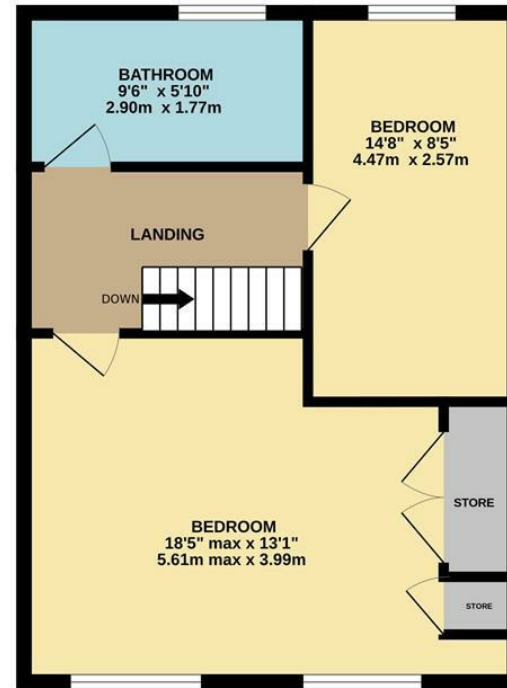 BATHROOM
9'6" x 5'10"
2.90m x 1.77m
BEDROOM
14'8" x 8'5"
4.47m x 2.57m
LANDING
DOWN
BEDROOM
18'5" max x 13'1"
5.61m max x 3.99m
STORE
STORE